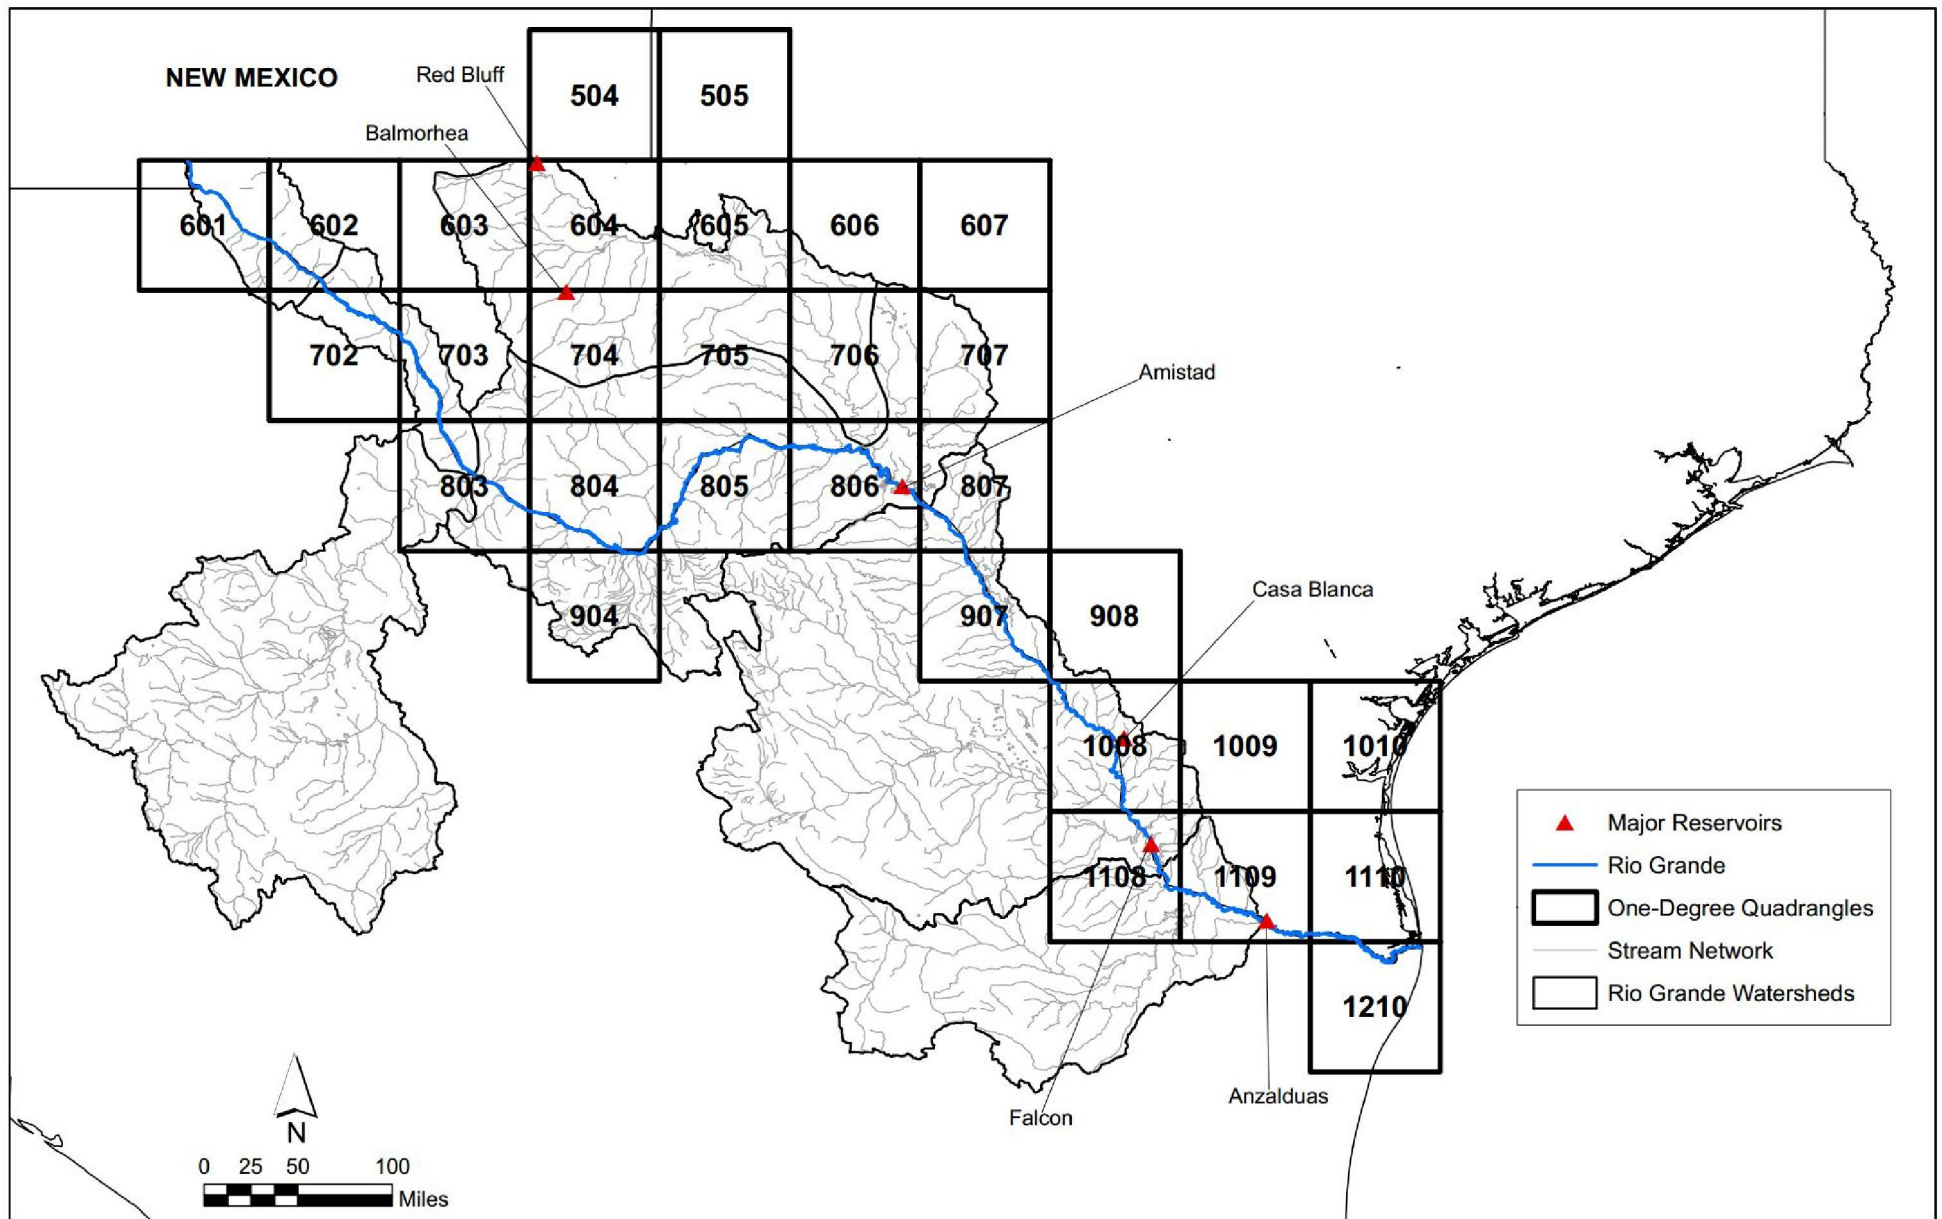 NEW MEXICO
Red Bluff
504
505
Balmorhea
601
602
603
604
605
606
607
702
703
704
705
706
707
Amistad
803
804
805
806
807
904
907
908
Casa Blanca
1008
1009
1010
1108
1109
1110
1210
Falcon
Anzalduas
N
0 25 50 100
Miles
Major Reservoirs
Rio Grande
One-Degree Quadrangles
Stream Network
Rio Grande Watersheds